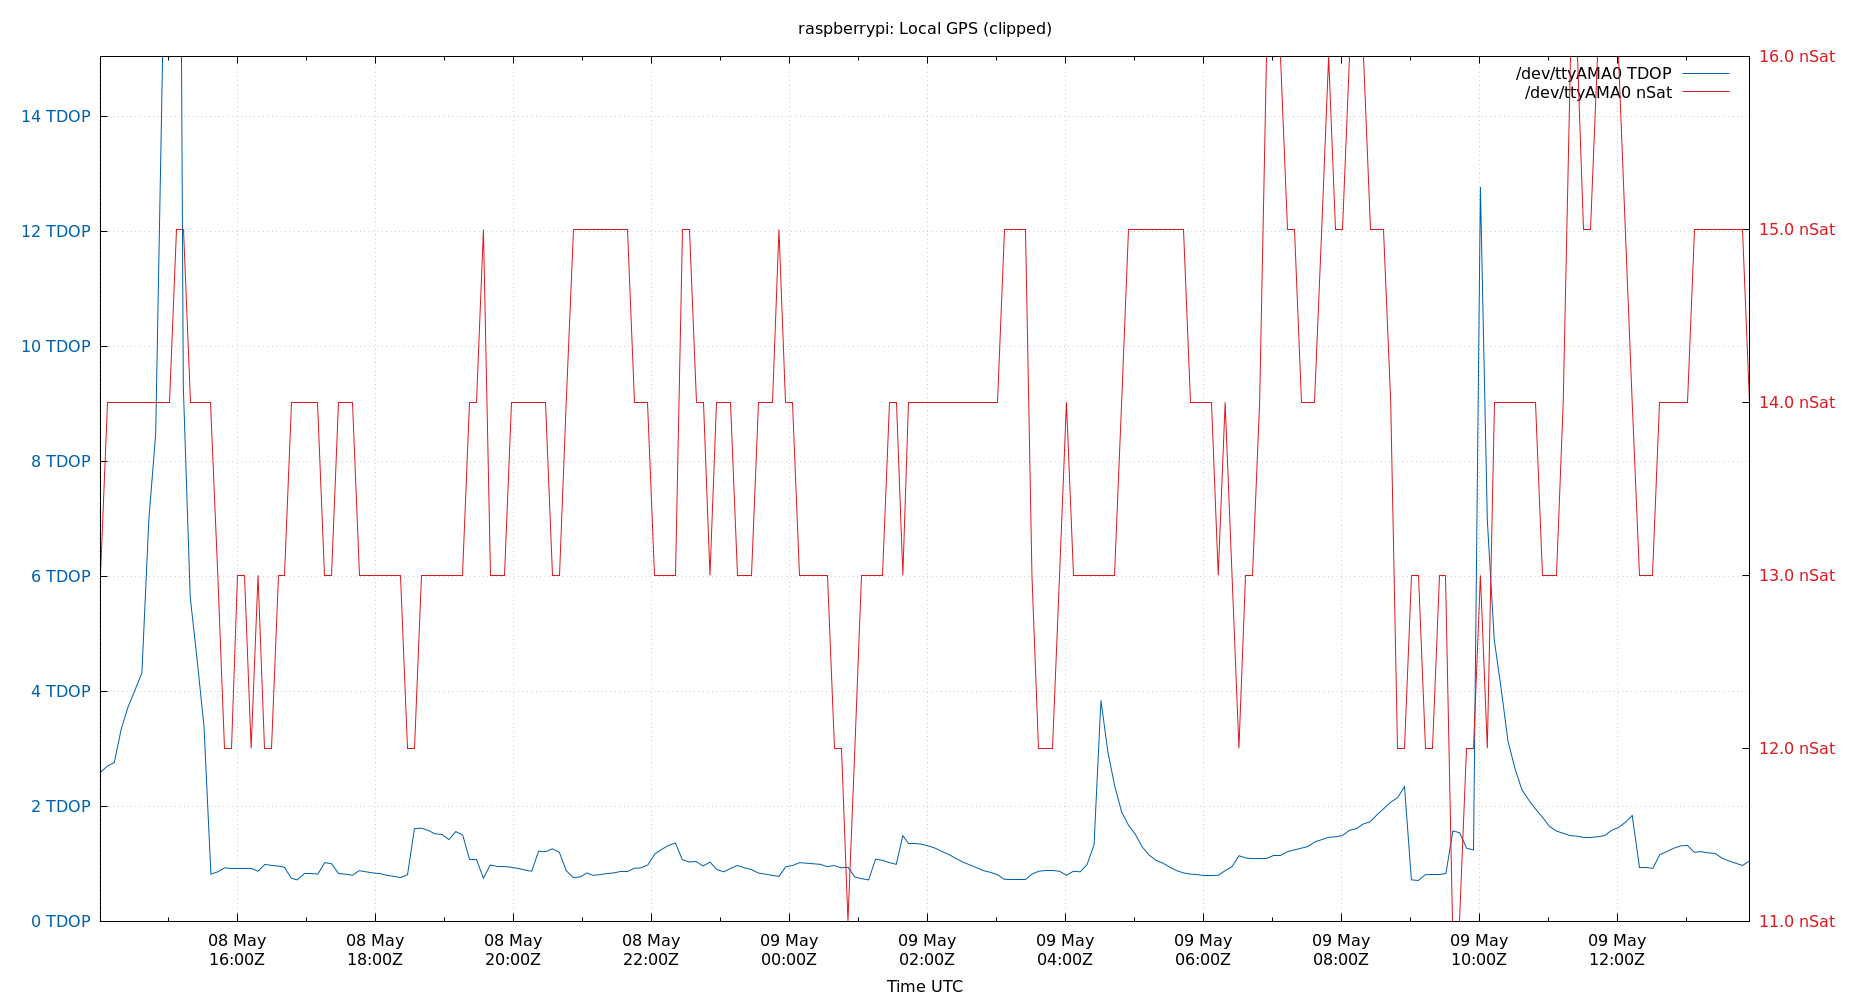 raspberrypi: Local GPS (clipped)
16.0 nSat
/dev/ttyAMA0 TDOP
/dev/ttyAMA0 nSat
14 TDOP
12 TDOP
15.0 nSat
10 TDOP
14.0 nSat
8 TDOP
6 TDOP
13.0 nSat
4 TDOP
12.0 nSat
2 TDOP
0 TDOP
11.0 nSat
08 May 08 May 08 May 08 May 09 May 09 May 09 May 09 May 09 May 09 May 09 May
16:00Z 18:00Z 20:00Z 22:00Z 00:00Z 02:00Z 04:00Z 06:00Z 08:00Z 10:00Z 12:00Z
Time UTC